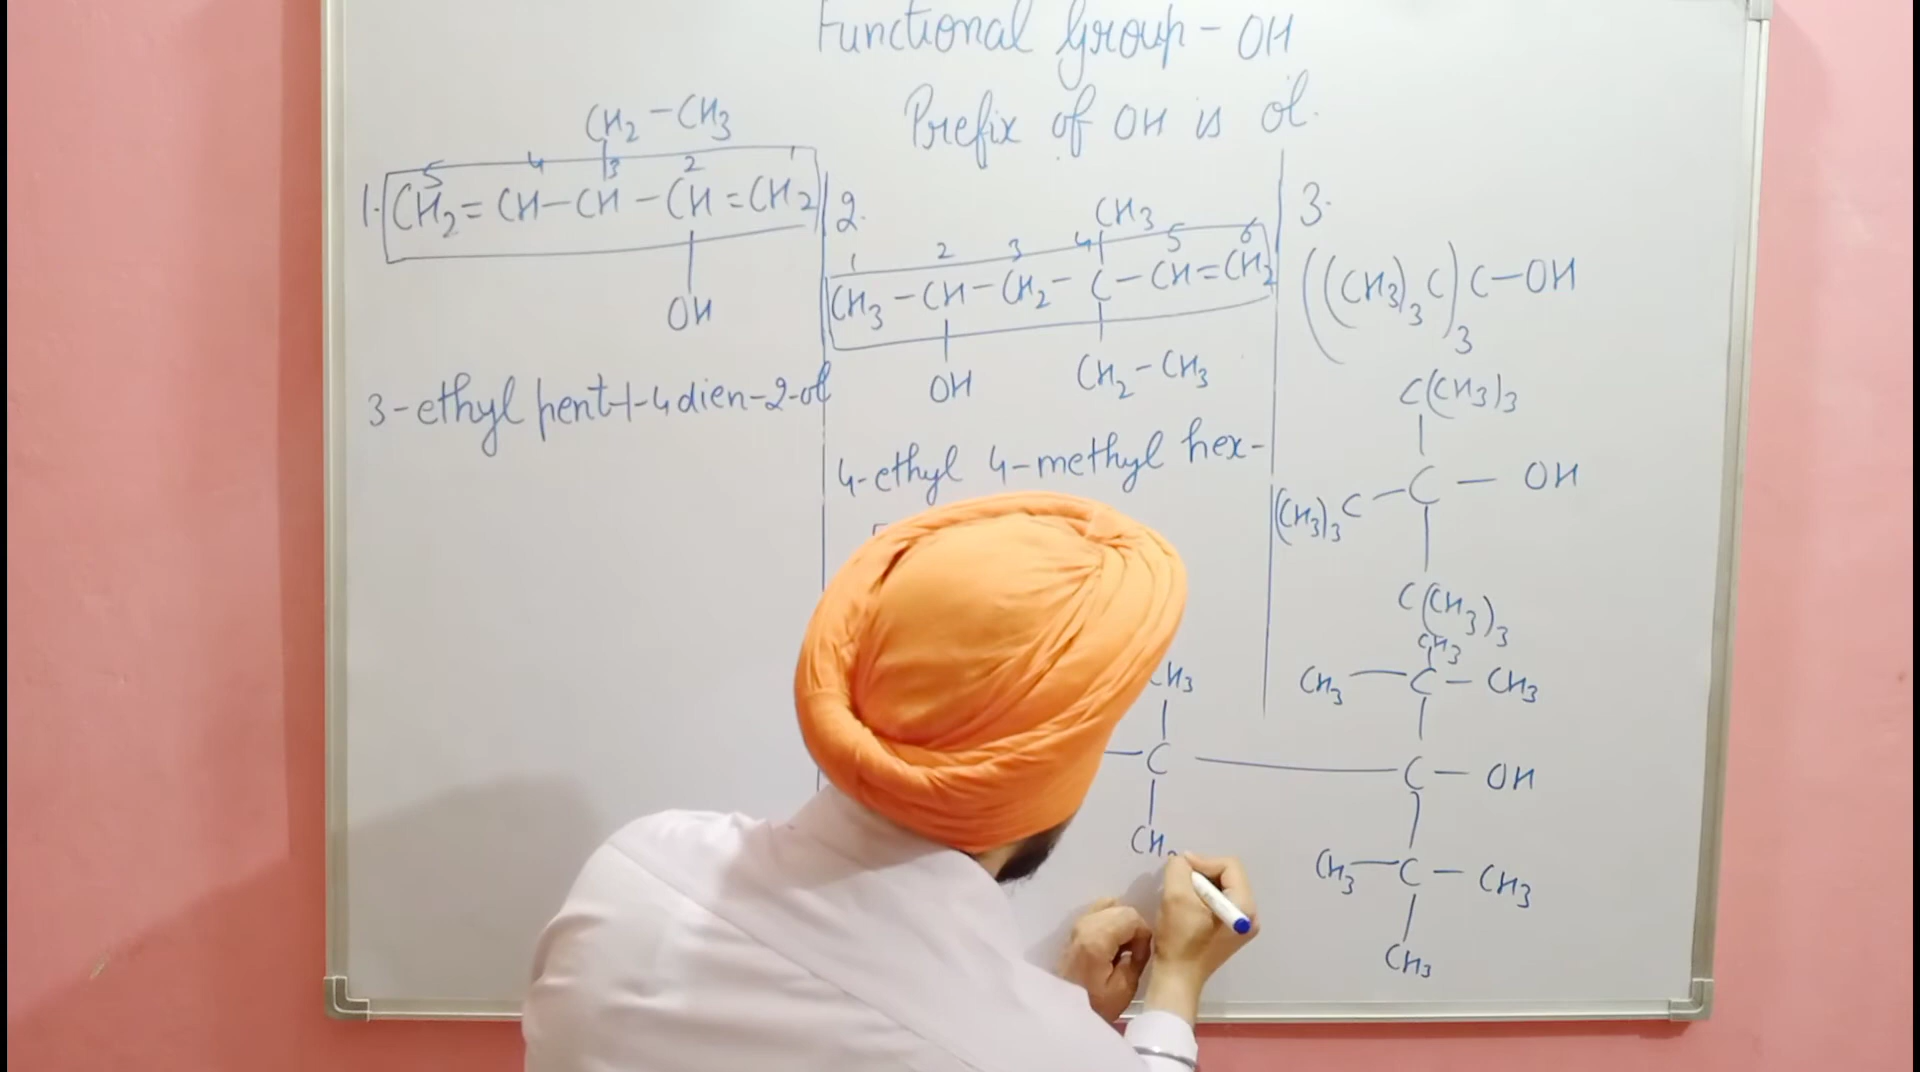 Functional Group - OH
Prefix of OH is ol.
1.
CH2 - CH3
5 4 3 2 1
CH2 = CH - CH - CH = CH2
OH
3-ethyl pent-1-4dien-2-ol
2.
CH3
1 2 3 4 5 6
CH3 - CH - CH2 - C - CH = CH2
OH CH2 - CH3
4-ethyl 4-methyl hex-
3.
((CH3)3 C)3 C - OH
C(CH3)3
(CH3)3 C - C - OH
C(CH3)3
CH3
CH3 - C - CH3
CH3
- C - C - OH
CH
CH3 - C - CH3
CH3